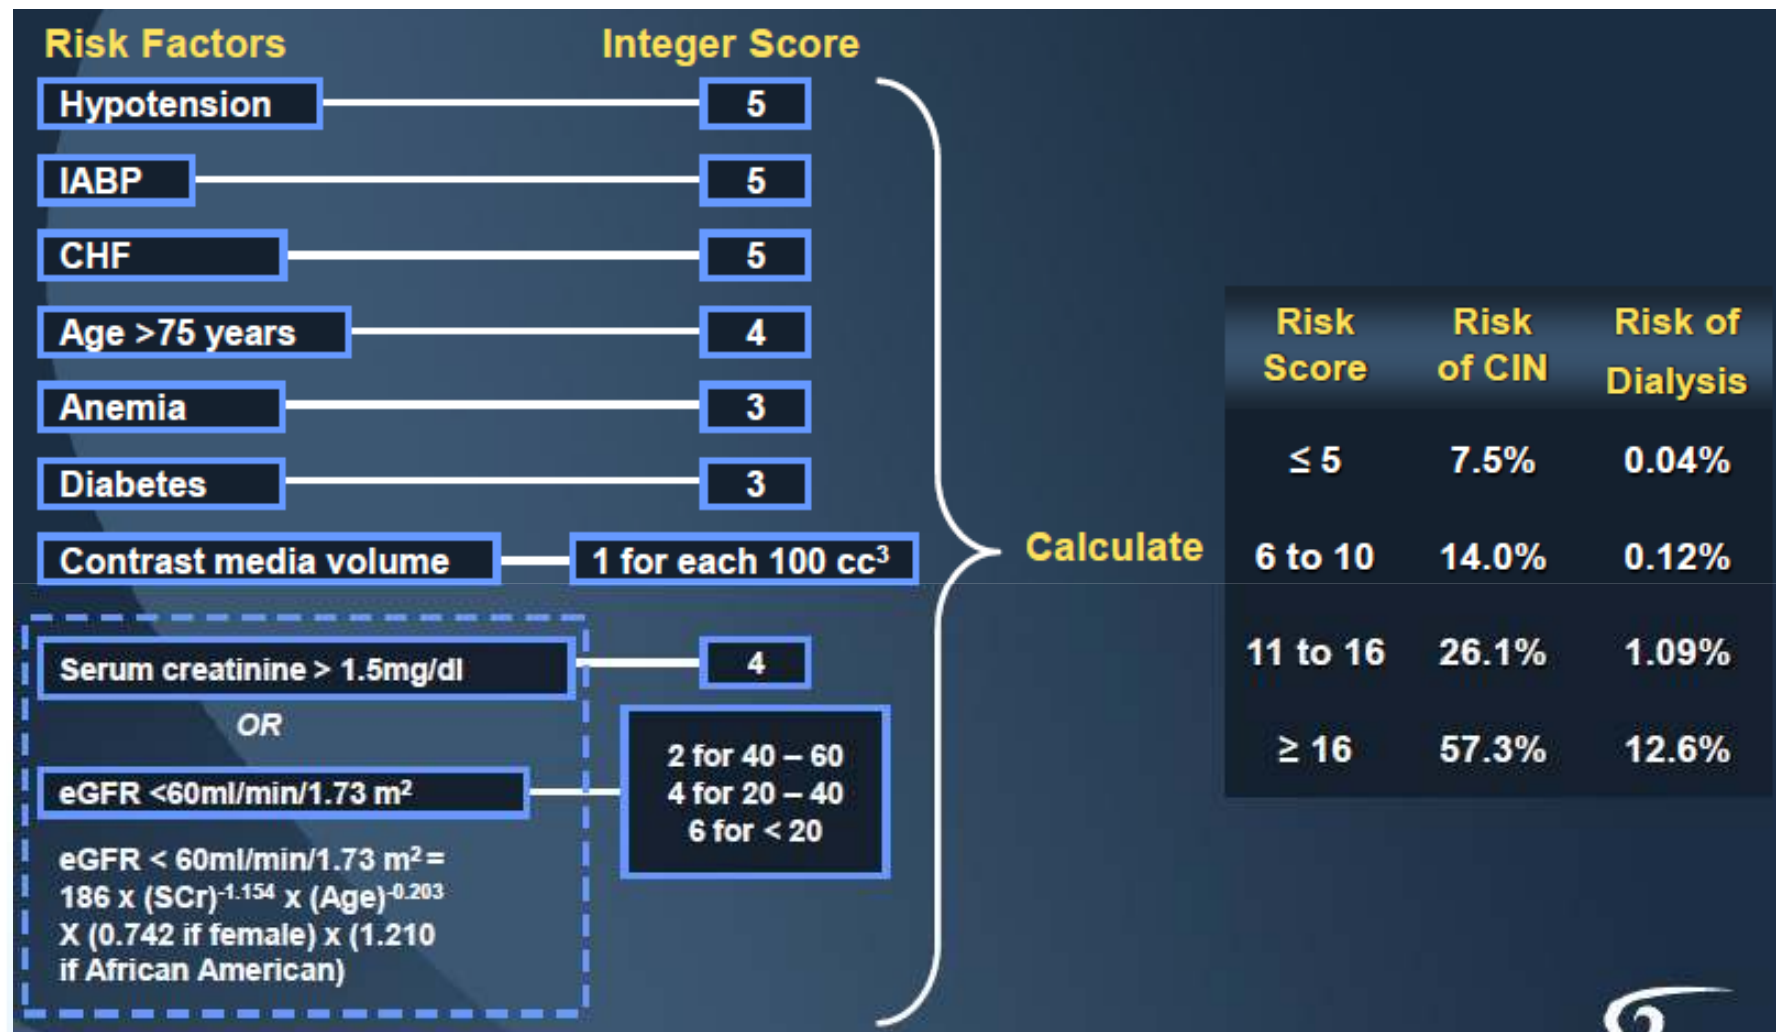 Risk Factors
Integer Score
Hypotension
5
IABP
5
CHF
5
Age >75 years
4
Anemia
3
Diabetes
3
Contrast media volume
1 for each 100 cc³
Serum creatinine > 1.5mg/dl
4
OR
eGFR <60ml/min/1.73 m²
2 for 40 – 60
4 for 20 – 40
6 for < 20
eGFR < 60ml/min/1.73 m² =
186 x (SCr)⁻¹·¹⁵⁴ x (Age)⁻⁰·²⁰³
X (0.742 if female) x (1.210
if African American)
Calculate
Risk Score
Risk of CIN
Risk of Dialysis
≤ 5 7.5% 0.04%
6 to 10 14.0% 0.12%
11 to 16 26.1% 1.09%
≥ 16 57.3% 12.6%